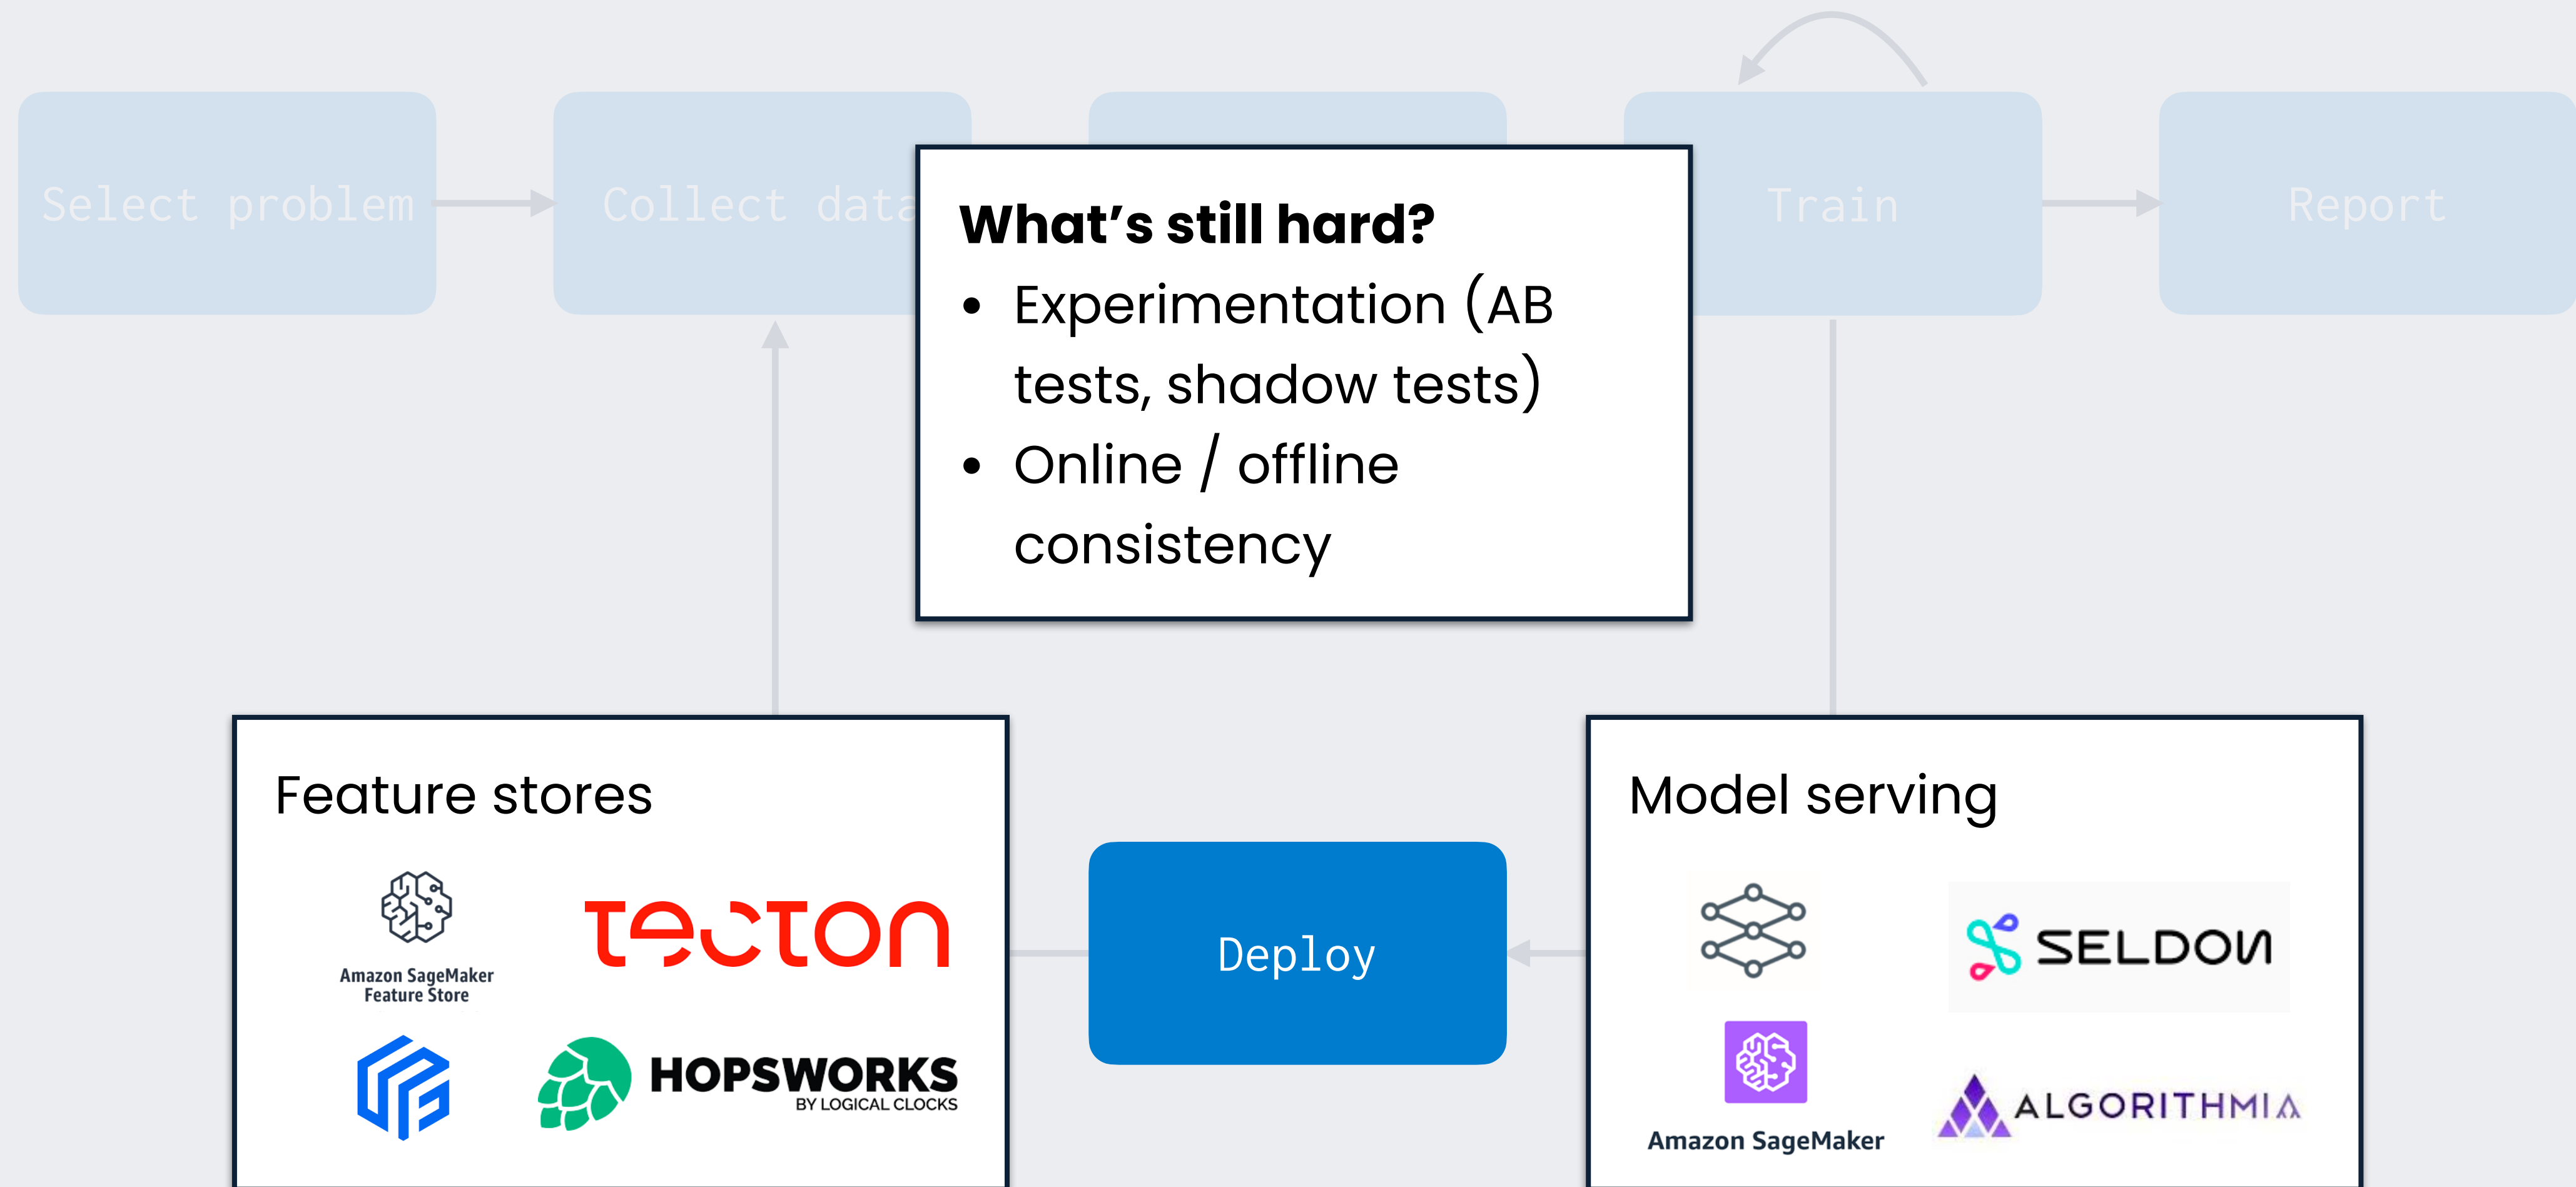 Select problem
Collect data
Train
Report
What's still hard?
• Experimentation (AB
tests, shadow tests)
• Online / offline
consistency
Feature stores
Amazon SageMaker
Feature Store
tecton
HOPSWORKS
BY LOGICAL CLOCKS
Deploy
Model serving
SELDON
Amazon SageMaker
ALGORITHMIA